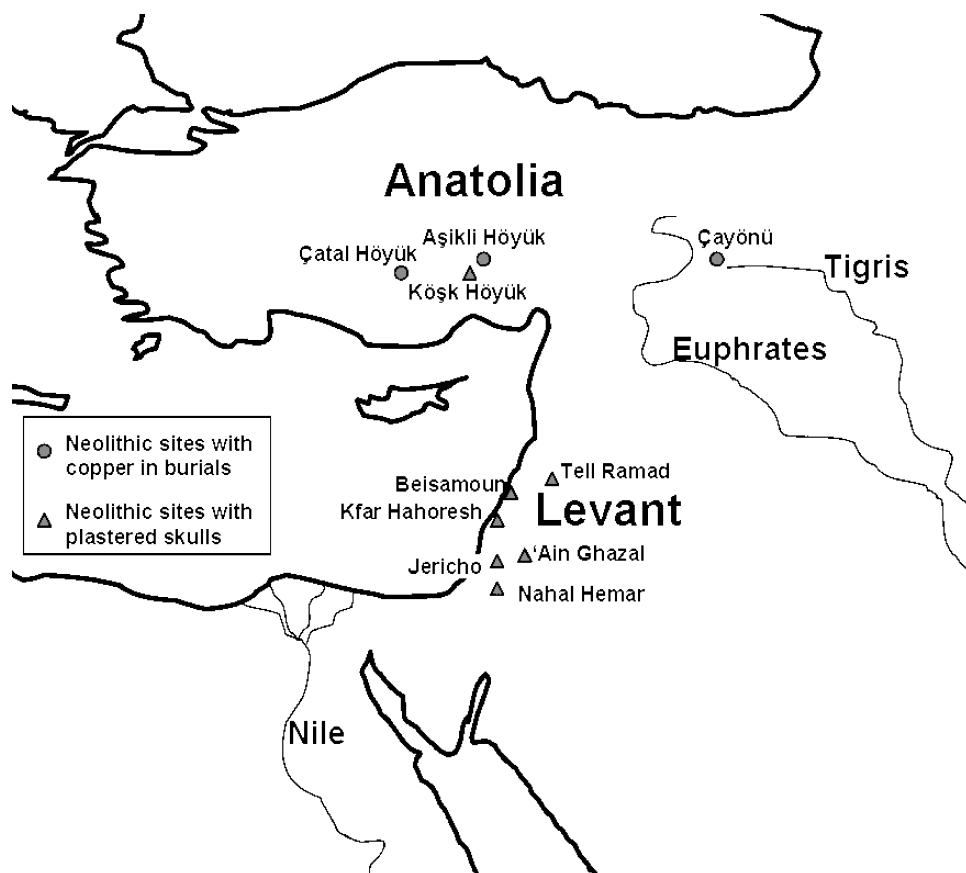 Anatolia
Aşikli Höyük
Çayönü
Çatal Höyük
Tigris
Köşk Höyük
Euphrates
Neolithic sites with
copper in burials
Neolithic sites with
plastered skulls
Tell Ramad
Beisamoun
Kfar Hahoresh
Levant
'Ain Ghazal
Jericho
Nahal Hemar
Nile